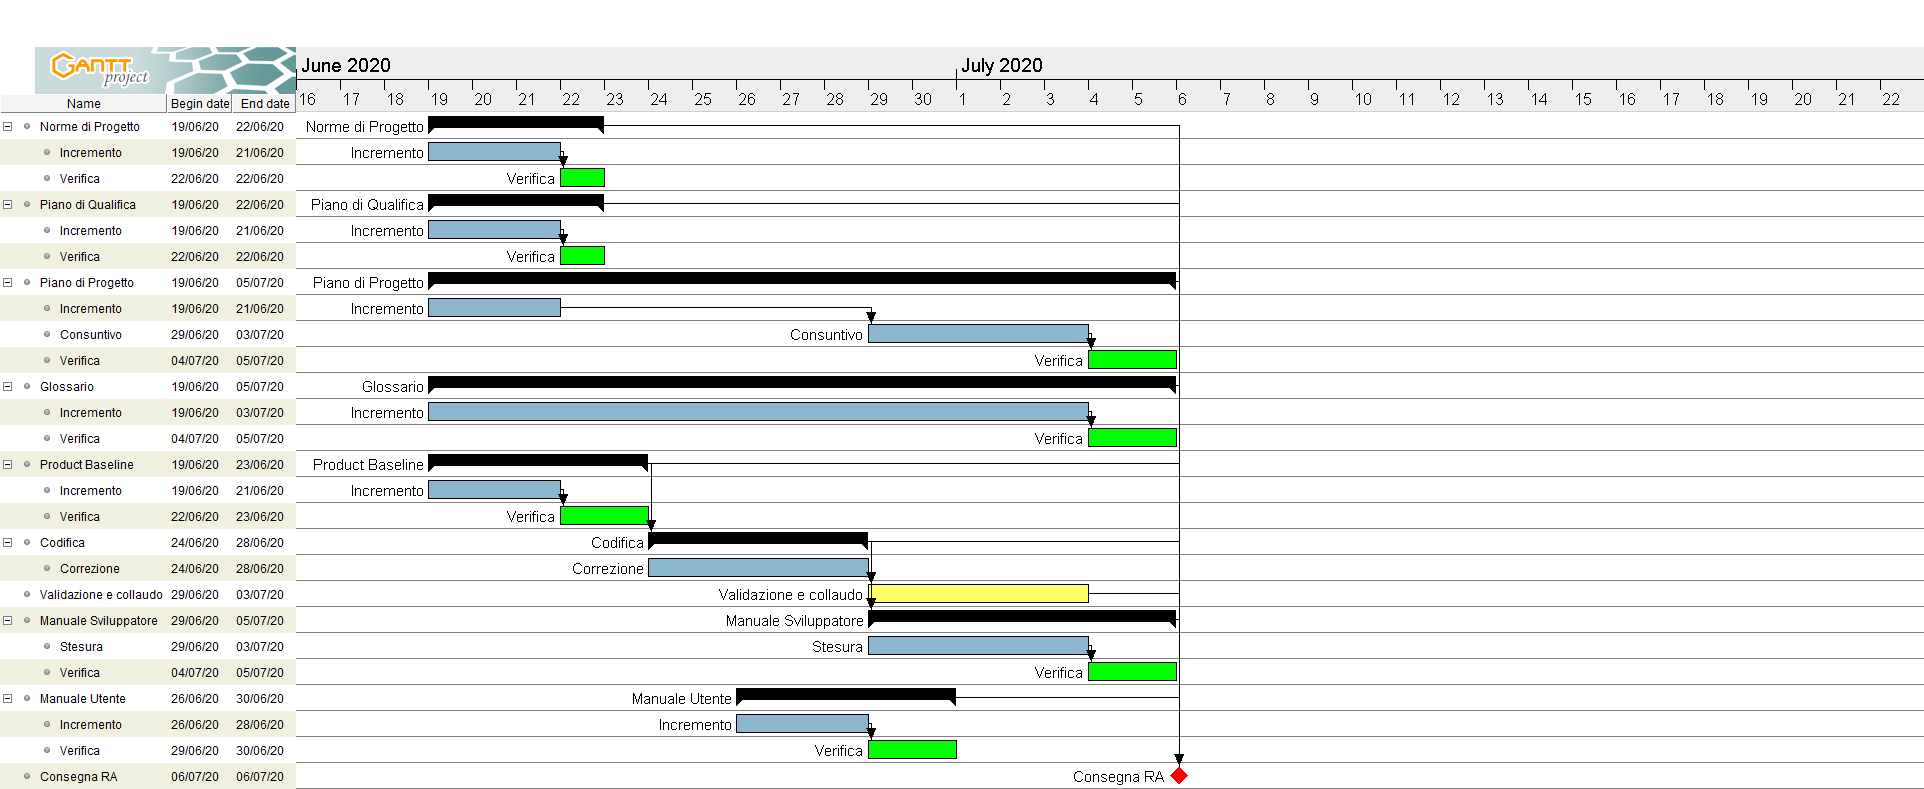 GANTT
project
June 2020 July 2020
Name Begin date End date 16 17 18 19 20 21 22 23 24 25 26 27 28 29 30 1 2 3 4 5 6 7 8 9 10 11 12 13 14 15 16 17 18 19 20 21 22
Norme di Progetto 19/06/20 22/06/20 Norme di Progetto
Incremento 19/06/20 21/06/20 Incremento
Verifica 22/06/20 22/06/20 Verifica
Piano di Qualifica 19/06/20 22/06/20 Piano di Qualifica
Incremento 19/06/20 21/06/20 Incremento
Verifica 22/06/20 22/06/20 Verifica
Piano di Progetto 19/06/20 05/07/20 Piano di Progetto
Incremento 19/06/20 21/06/20 Incremento
Consuntivo 29/06/20 03/07/20 Consuntivo
Verifica 04/07/20 05/07/20 Verifica
Glossario 19/06/20 05/07/20 Glossario
Incremento 19/06/20 03/07/20 Incremento
Verifica 04/07/20 05/07/20 Verifica
Product Baseline 19/06/20 23/06/20 Product Baseline
Incremento 19/06/20 21/06/20 Incremento
Verifica 22/06/20 23/06/20 Verifica
Codifica 24/06/20 28/06/20 Codifica
Correzione 24/06/20 28/06/20 Correzione
Validazione e collaudo 29/06/20 03/07/20 Validazione e collaudo
Manuale Sviluppatore 29/06/20 05/07/20 Manuale Sviluppatore
Stesura 29/06/20 03/07/20 Stesura
Verifica 04/07/20 05/07/20 Verifica
Manuale Utente 26/06/20 30/06/20 Manuale Utente
Incremento 26/06/20 28/06/20 Incremento
Verifica 29/06/20 30/06/20 Verifica
Consegna RA 06/07/20 06/07/20 Consegna RA